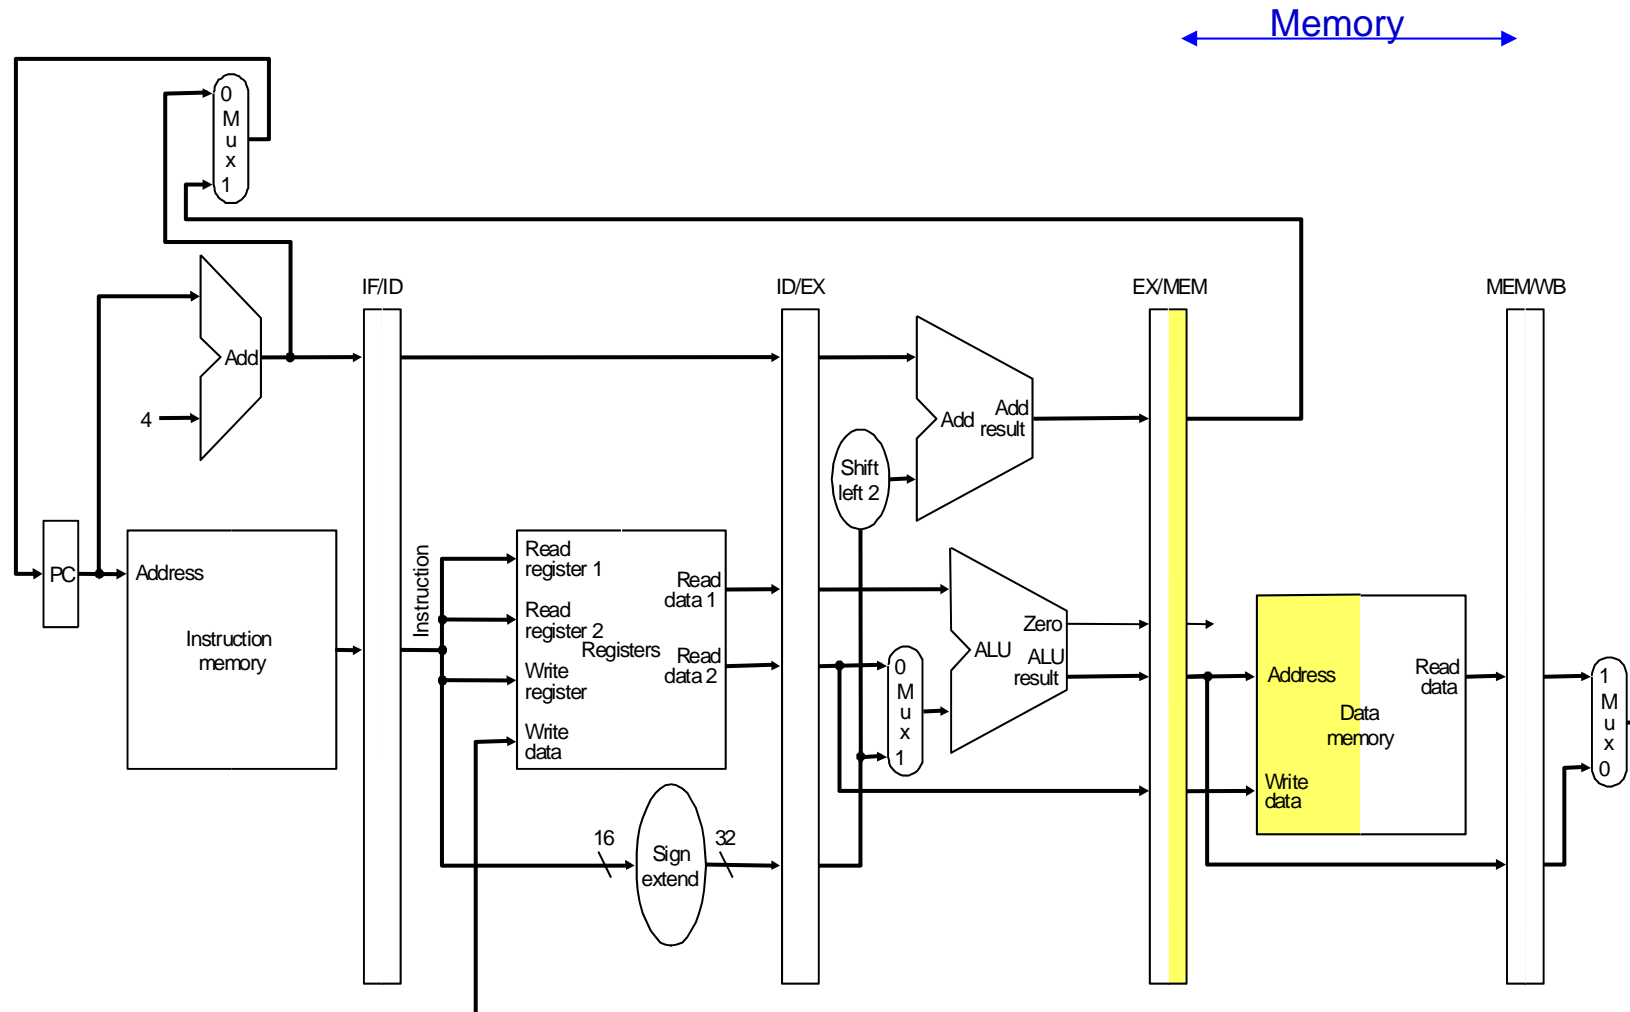 Memory
0
M
u
x
1
IF/ID
ID/EX
EX/MEM
MEM/WB
Add
4
Add
Add
result
Shift
left 2
PC
Address
Instruction
memory
Instruction
Read
register 1
Read
register 2
Write
register
Write
data
Registers
Read
data 1
Read
data 2
16
Sign
extend
32
0
M
u
x
1
Zero
ALU
ALU
result
Address
Read
data
Data
memory
Write
data
1
M
u
x
0